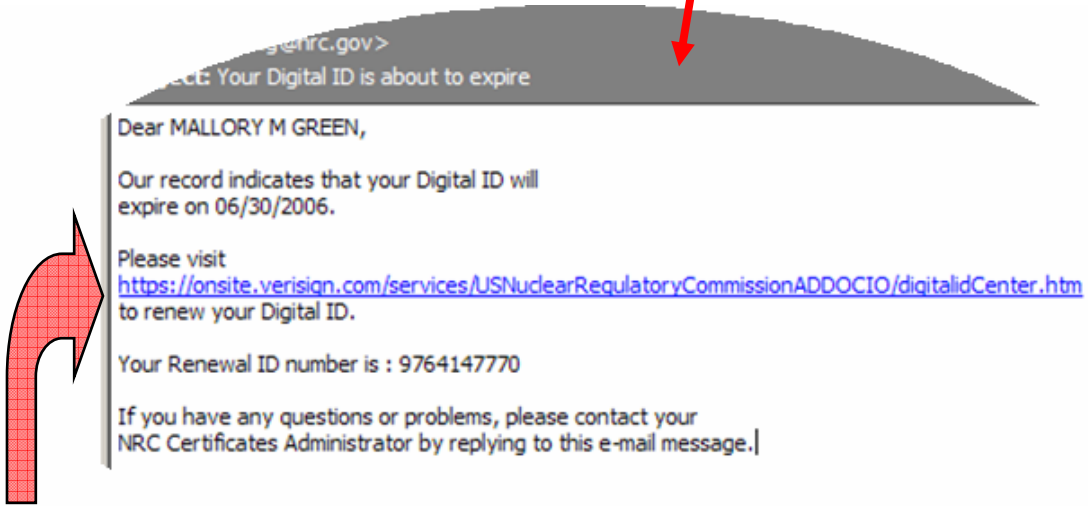 @nrc.gov>
Your Digital ID is about to expire
Dear MALLORY M GREEN,
Our record indicates that your Digital ID will
expire on 06/30/2006.
Please visit
https://onsite.verisign.com/services/USNuclearRegulatoryCommissionADDOCIO/digitalidCenter.htm
to renew your Digital ID.
Your Renewal ID number is : 9764147770
If you have any questions or problems, please contact your
NRC Certificates Administrator by replying to this e-mail message.